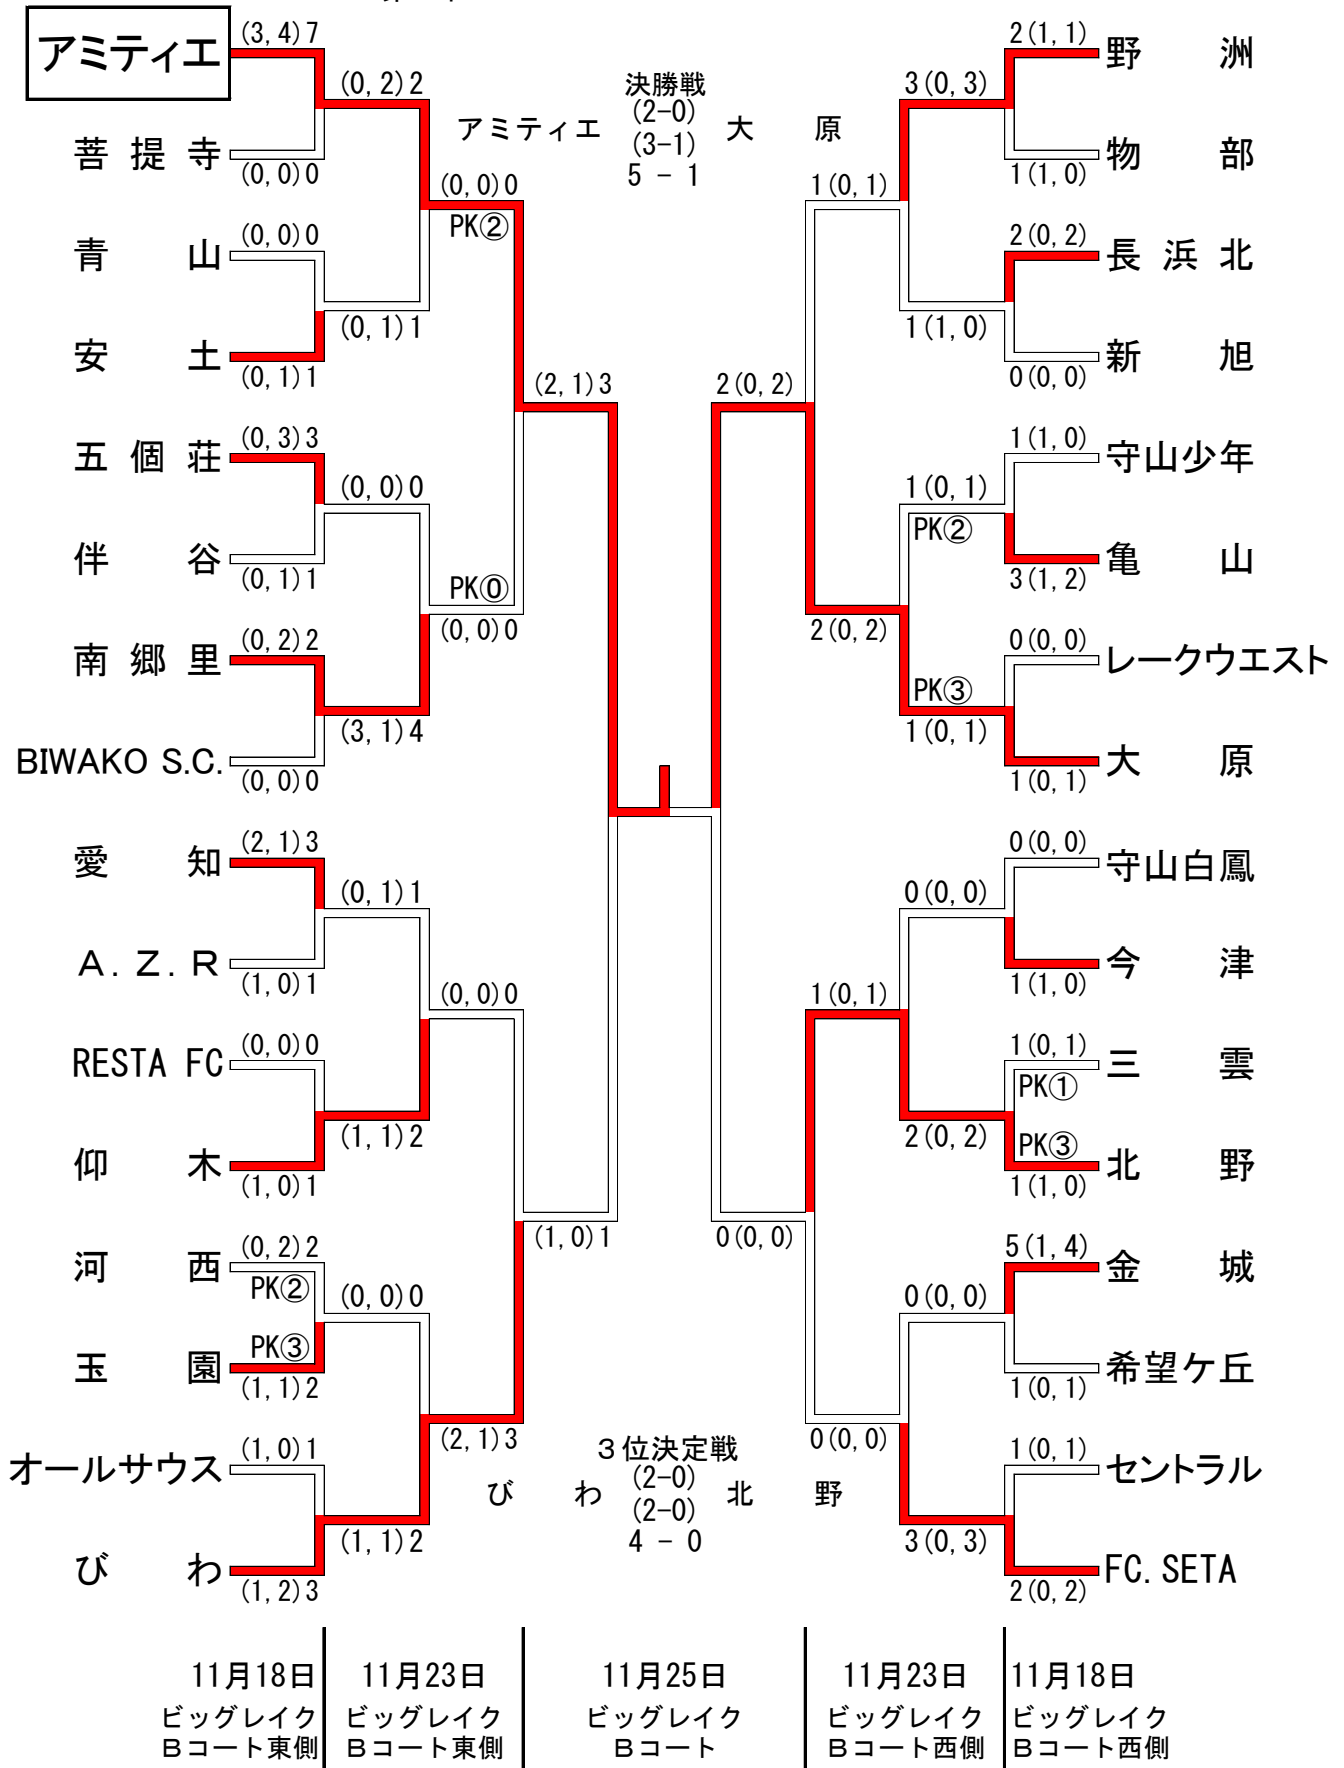 アミティエ
(3,4)7
菩提寺
(0,0)0
(0,2)2
青山
(0,0)0
安土
(0,1)1
(0,1)1
(0,0)0
PK②
五個荘
(0,3)3
伴谷
(0,1)1
(0,0)0
南郷里
(0,2)2
BIWAKO S.C.
(0,0)0
(3,1)4
PK⓪
(0,0)0
(2,1)3
愛知
(2,1)3
A.Z.R
(1,0)1
(0,1)1
RESTA FC
(0,0)0
仰木
(1,0)1
(1,1)2
(0,0)0
河西
(0,2)2
PK②
玉園
PK③
(1,1)2
(0,0)0
オールサウス
(1,0)1
びわ
(1,2)3
(1,1)2
(2,1)3
(1,0)1
決勝戦
アミティエ 大原
(2-0)
(3-1)
5 - 1
3位決定戦
びわ 北野
(2-0)
(2-0)
4 - 0
2(1,1)
野洲
物部
1(1,0)
3(0,3)
2(0,2)
長浜北
新旭
0(0,0)
1(1,0)
1(0,1)
1(1,0)
守山少年
亀山
3(1,2)
1(0,1)
PK②
0(0,0)
レークウエスト
大原
1(0,1)
PK③
1(0,1)
2(0,2)
2(0,2)
0(0,0)
守山白鳳
今津
1(1,0)
0(0,0)
1(0,1)
三雲
PK①
PK③
北野
1(1,0)
2(0,2)
1(0,1)
5(1,4)
金城
希望ケ丘
1(0,1)
0(0,0)
1(0,1)
セントラル
FC.SETA
2(0,2)
3(0,3)
0(0,0)
0(0,0)
11月18日
ビッグレイク
Bコート東側
11月23日
ビッグレイク
Bコート東側
11月25日
ビッグレイク
Bコート
11月23日
ビッグレイク
Bコート西側
11月18日
ビッグレイク
Bコート西側